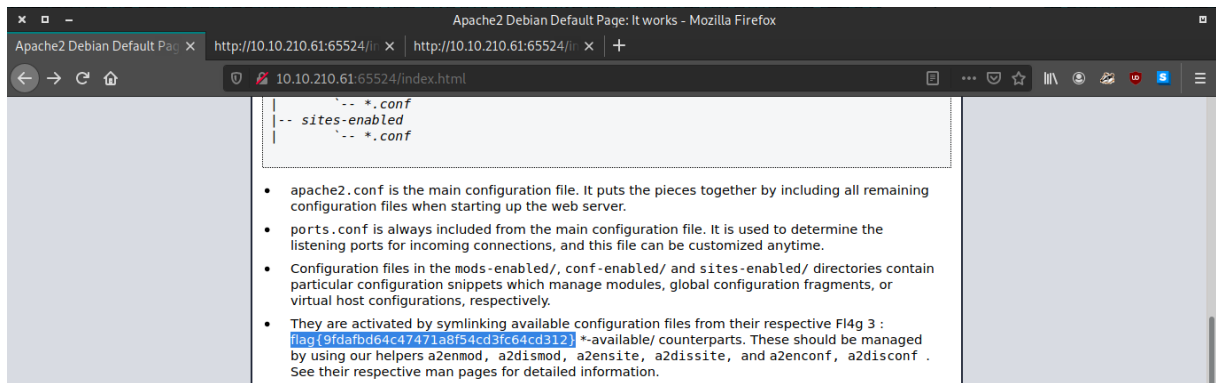 Apache2 Debian Default Page: It works - Mozilla Firefox
Apache2 Debian Default Pag
http://10.10.210.61:65524/in
http://10.10.210.61:65524/in
10.10.210.61:65524/index.html
| `-- *.conf
|-- sites-enabled
| `-- *.conf
• apache2.conf is the main configuration file. It puts the pieces together by including all remaining
configuration files when starting up the web server.
• ports.conf is always included from the main configuration file. It is used to determine the
listening ports for incoming connections, and this file can be customized anytime.
• Configuration files in the mods-enabled/, conf-enabled/ and sites-enabled/ directories contain
particular configuration snippets which manage modules, global configuration fragments, or
virtual host configurations, respectively.
• They are activated by symlinking available configuration files from their respective Fl4g 3 :
flag{9fdafbd64c47471a8f54cd3fc64cd312} *-available/ counterparts. These should be managed
by using our helpers a2enmod, a2dismod, a2ensite, a2dissite, and a2enconf, a2disconf .
See their respective man pages for detailed information.